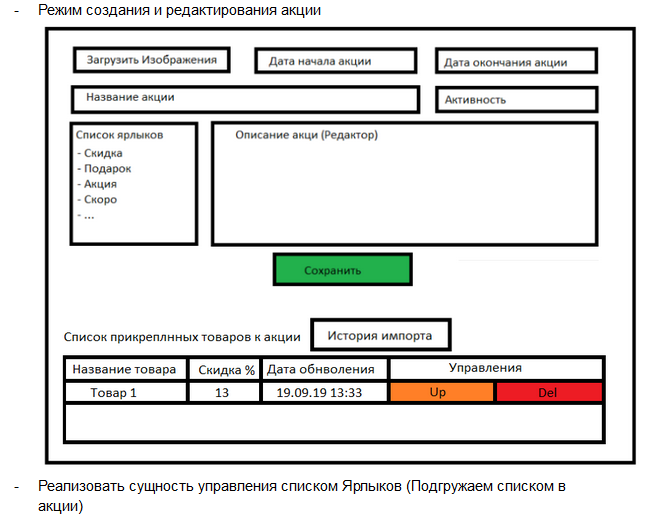 - Режим создания и редактирования акции
Загрузить Изображения
Дата начала акции
Дата окончания акции
Название акции
Активность
Список ярлыков
- Скидка
- Подарок
- Акция
- Скоро
- ...
Описание акци (Редактор)
Сохранить
Список прикреплнных товаров к акции
История импорта
Название товара Скидка % Дата обнволения Управления
Товар 1 13 19.09.19 13:33 Up Del
- Реализовать сущность управления списком Ярлыков (Подгружаем списком в
акции)